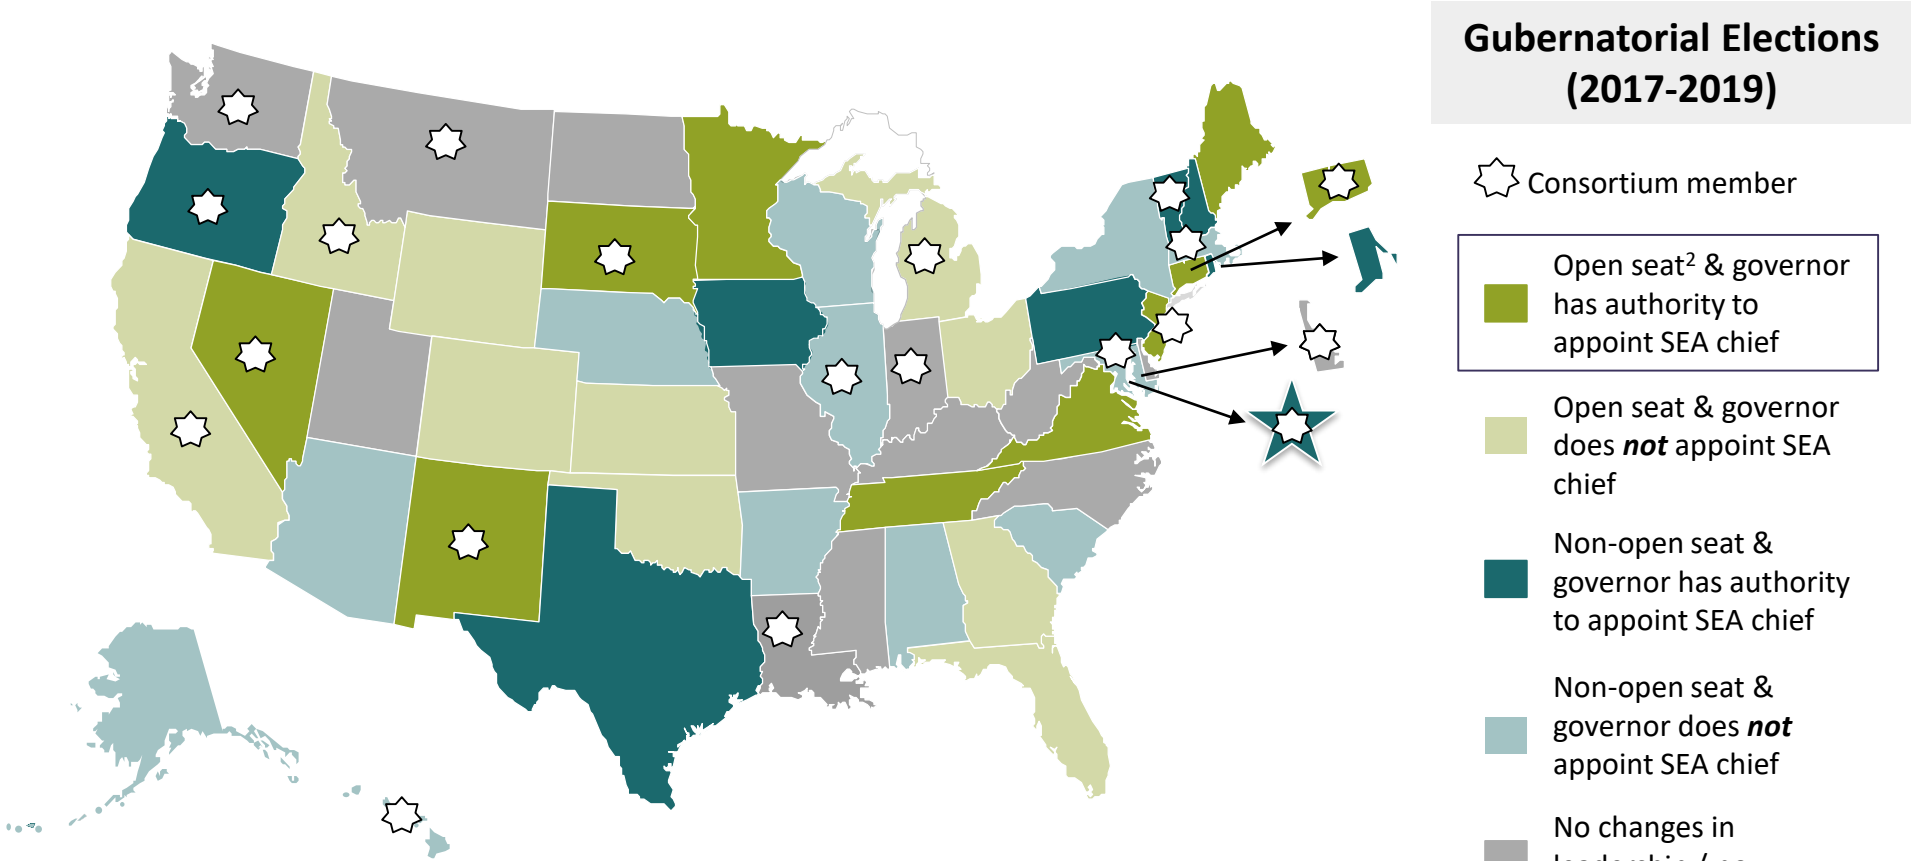 Gubernatorial Elections
(2017-2019)
Consortium member
Open seat² & governor
has authority to
appoint SEA chief
Open seat & governor
does not appoint SEA
chief
Non-open seat &
governor has authority
to appoint SEA chief
Non-open seat &
governor does not
appoint SEA chief
No changes in
leadership / no